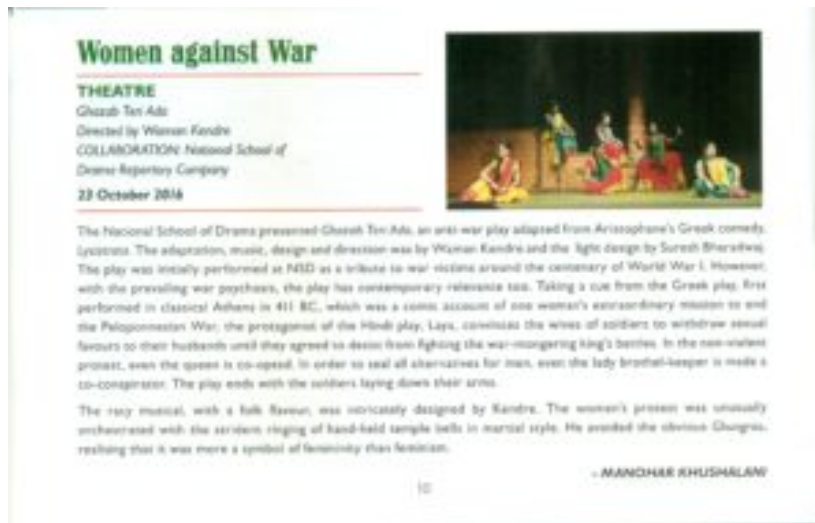 Women against War
THEATRE
Ghazab Teri Ada
Directed by Waman Kendre
COLLABORATION: National School of
Drama Repertory Company
22 October 2016
The National School of Drama presented Ghazab Teri Ada, an anti war play adapted from Aristophane's Greek comedy,
Lysistrata. The adaptation, music, design and direction was by Waman Kendre and the light design by Suresh Bharadwaj.
The play was initially performed at NSD as a tribute to war victims around the centenary of World War I. However,
with the prevailing war psychosis, the play has contemporary relevance too. Taking a cue from the Greek play, first
performed in classical Athens in 411 BC, which was a comic account of one woman's extraordinary mission to end
the Peloponnesian War; the protagonist of the Hindi play, Laya, convinces the wives of soldiers to withdraw sexual
favours to their husbands until they agreed to desist from fighting the war-mongering king's battles. In the non-violent
protest, even the queen is co-opted. In order to seal all alternatives for men, even the lady brothel-keeper is made a
co-conspirator. The play ends with the soldiers laying down their arms.
The racy musical, with a folk flavour, was intricately designed by Kendre. The women's protest was unusually
orchestrated with the strident ringing of hand-held temple bells in martial style. He avoided the obvious Ghungroo,
realising that it was more a symbol of femininity than feminism.
- MANOHAR KHUSHALANI
10